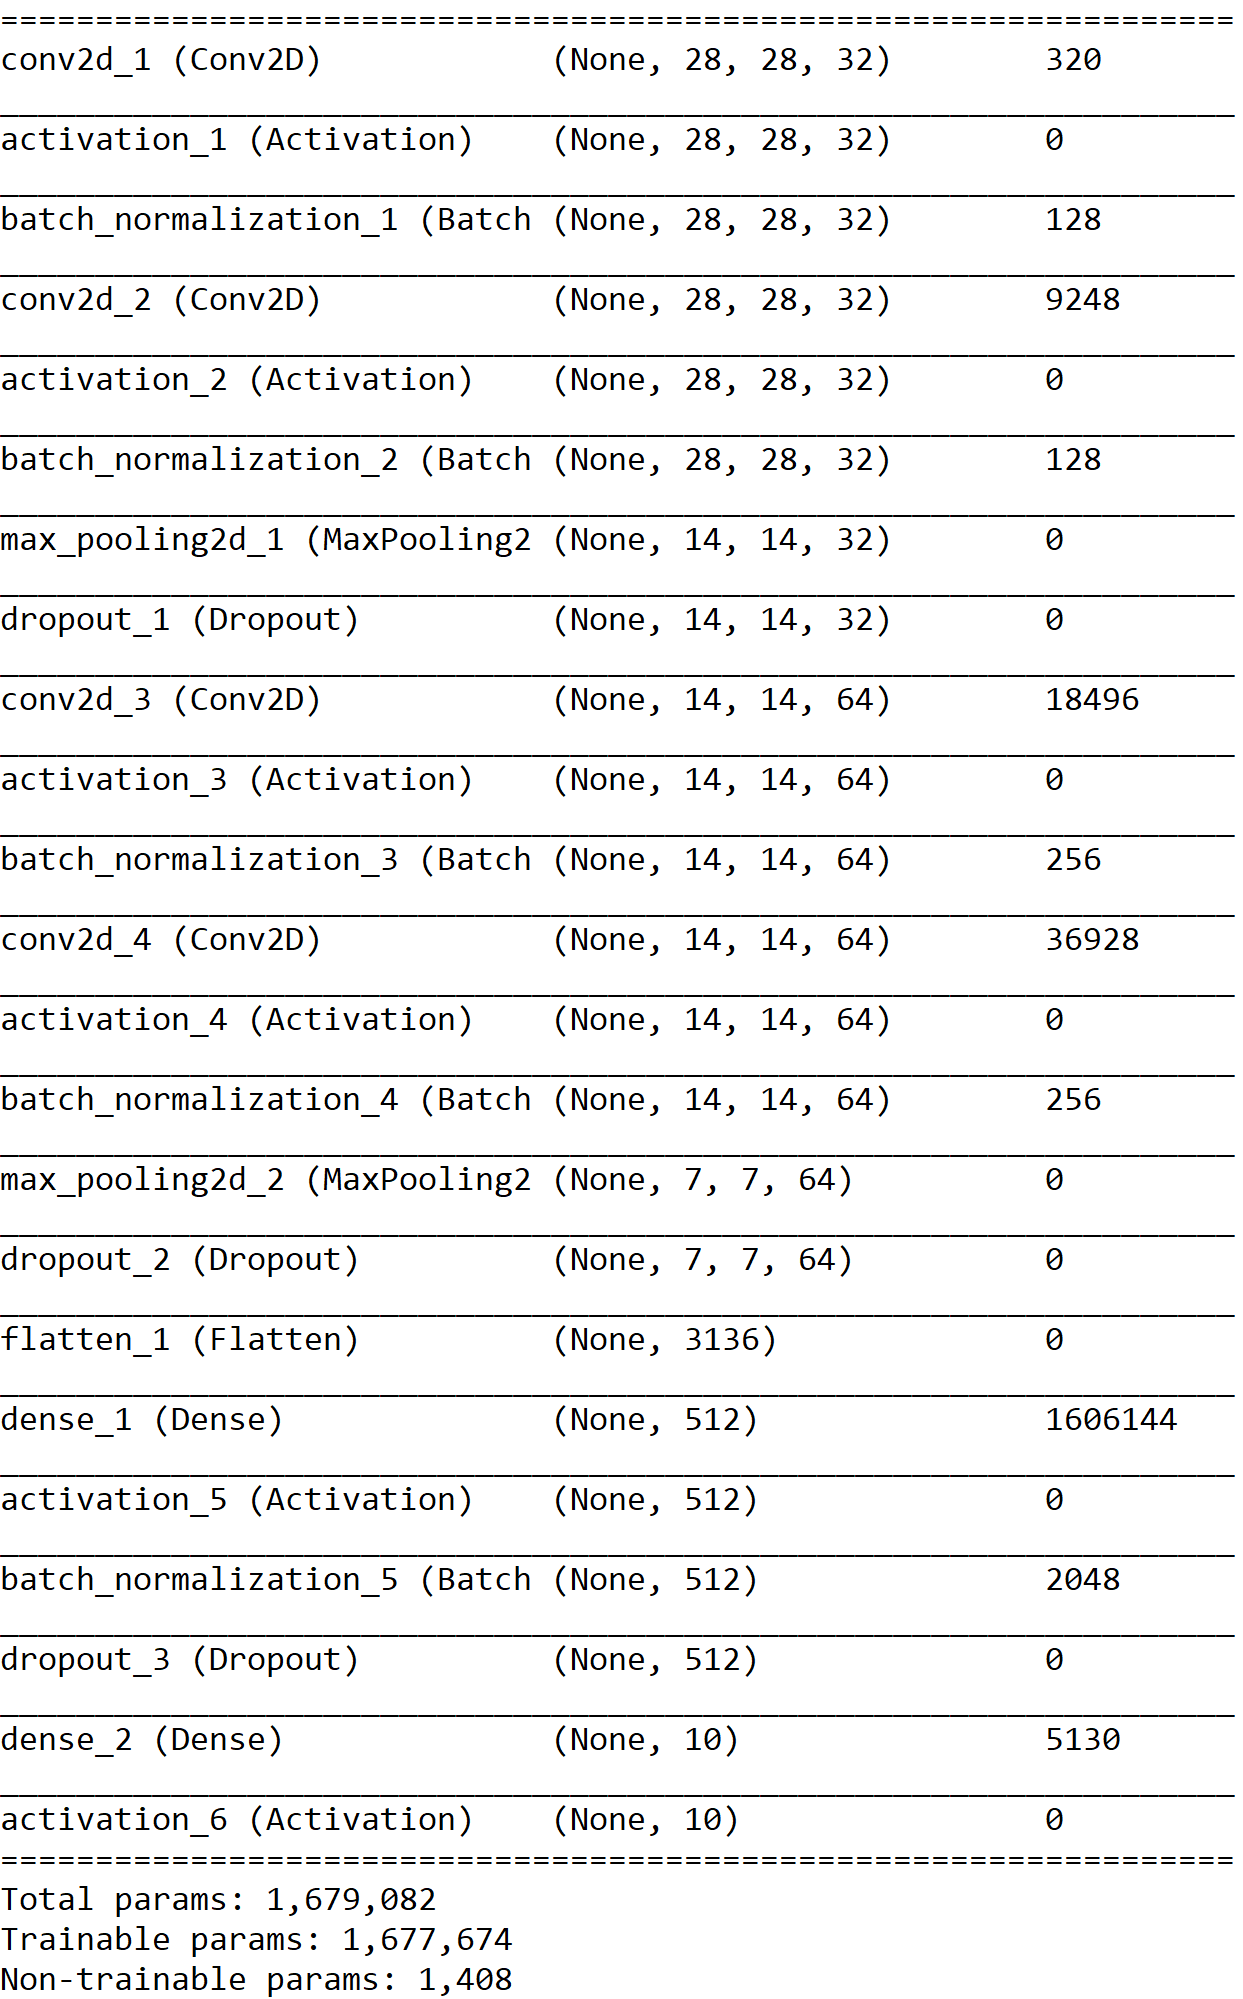 =================================================================
conv2d_1 (Conv2D)            (None, 28, 28, 32)        320
_________________________________________________________________
activation_1 (Activation)    (None, 28, 28, 32)        0
_________________________________________________________________
batch_normalization_1 (Batch (None, 28, 28, 32)        128
_________________________________________________________________
conv2d_2 (Conv2D)            (None, 28, 28, 32)        9248
_________________________________________________________________
activation_2 (Activation)    (None, 28, 28, 32)        0
_________________________________________________________________
batch_normalization_2 (Batch (None, 28, 28, 32)        128
_________________________________________________________________
max_pooling2d_1 (MaxPooling2 (None, 14, 14, 32)        0
_________________________________________________________________
dropout_1 (Dropout)          (None, 14, 14, 32)        0
_________________________________________________________________
conv2d_3 (Conv2D)            (None, 14, 14, 64)        18496
_________________________________________________________________
activation_3 (Activation)    (None, 14, 14, 64)        0
_________________________________________________________________
batch_normalization_3 (Batch (None, 14, 14, 64)        256
_________________________________________________________________
conv2d_4 (Conv2D)            (None, 14, 14, 64)        36928
_________________________________________________________________
activation_4 (Activation)    (None, 14, 14, 64)        0
_________________________________________________________________
batch_normalization_4 (Batch (None, 14, 14, 64)        256
_________________________________________________________________
max_pooling2d_2 (MaxPooling2 (None, 7, 7, 64)          0
_________________________________________________________________
dropout_2 (Dropout)          (None, 7, 7, 64)          0
_________________________________________________________________
flatten_1 (Flatten)          (None, 3136)              0
_________________________________________________________________
dense_1 (Dense)              (None, 512)               1606144
_________________________________________________________________
activation_5 (Activation)    (None, 512)               0
_________________________________________________________________
batch_normalization_5 (Batch (None, 512)               2048
_________________________________________________________________
dropout_3 (Dropout)          (None, 512)               0
_________________________________________________________________
dense_2 (Dense)              (None, 10)                5130
_________________________________________________________________
activation_6 (Activation)    (None, 10)                0
=================================================================
Total params: 1,679,082
Trainable params: 1,677,674
Non-trainable params: 1,408